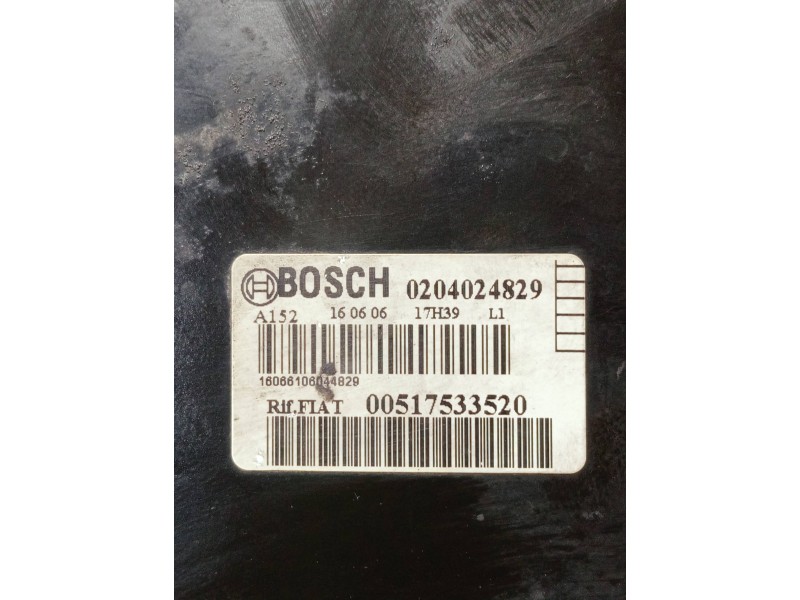 BOSCH 0204024829
A152 16 06 06 17H39 L1
16066106044829
Rif.FIAT 00517533520